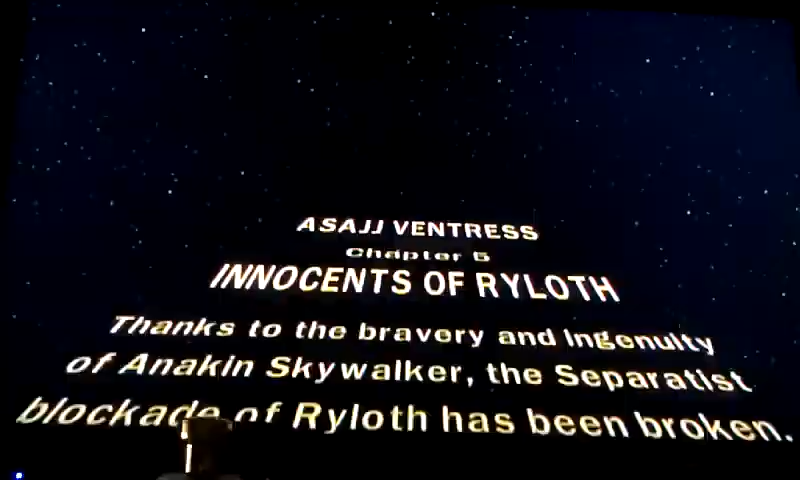 ASAJJ VENTRESS
Chapter 5
INNOCENTS OF RYLOTH
Thanks to the bravery and ingenuity
of Anakin Skywalker, the Separatist
blockade of Ryloth has been broken.